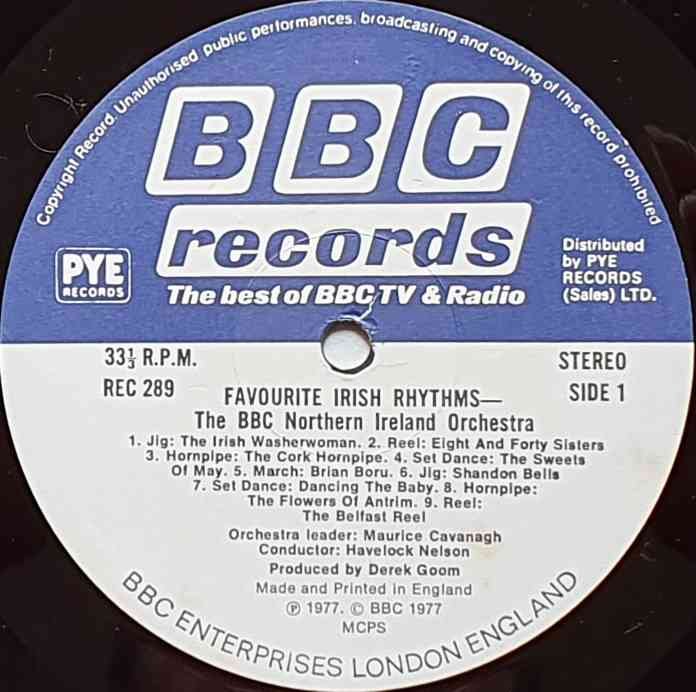 Copyright Record. Unauthorised public performances, broadcasting and copying of this record prohibited
BBC
records
The best of BBC TV & Radio
PYE
RECORDS
Distributed
by PYE
RECORDS
(Sales) LTD.
33⅓ R.P.M.
REC 289
STEREO
SIDE 1
FAVOURITE IRISH RHYTHMS—
The BBC Northern Ireland Orchestra
1. Jig: The Irish Washerwoman. 2. Reel: Eight And Forty Sisters
3. Hornpipe: The Cork Hornpipe. 4. Set Dance: The Sweets
Of May. 5. March: Brian Boru. 6. Jig: Shandon Bells
7. Set Dance: Dancing The Baby. 8. Hornpipe:
The Flowers Of Antrim. 9. Reel:
The Belfast Reel
Orchestra leader: Maurice Cavanagh
Conductor: Havelock Nelson
Produced by Derek Goom
Made and Printed in England
℗ 1977. © BBC 1977
MCPS
BBC ENTERPRISES LONDON ENGLAND